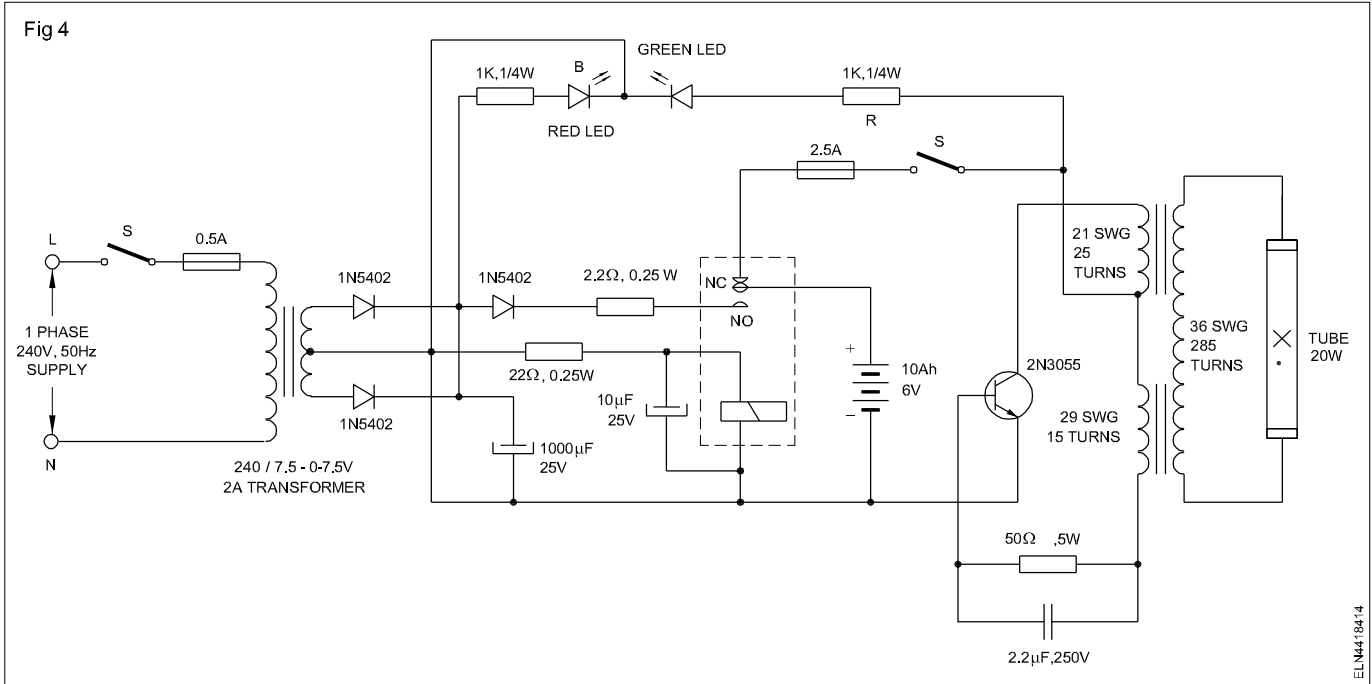 Fig 4
GREEN LED
1K,1/4W
B
1K,1/4W
RED LED
R
2.5A
S
L
S
0.5A
1N5402
1N5402
2.2Ω, 0.25 W
NC
NO
21 SWG
25
TURNS
1 PHASE
240V, 50Hz
SUPPLY
36 SWG
285
TURNS
TUBE
20W
22Ω, 0.25W
+
10Ah
6V
–
2N3055
1N5402
10µF
25V
29 SWG
15 TURNS
N
1000µF
25V
240 / 7.5 - 0-7.5V
2A TRANSFORMER
50Ω ,5W
2.2µF,250V
ELN4418414